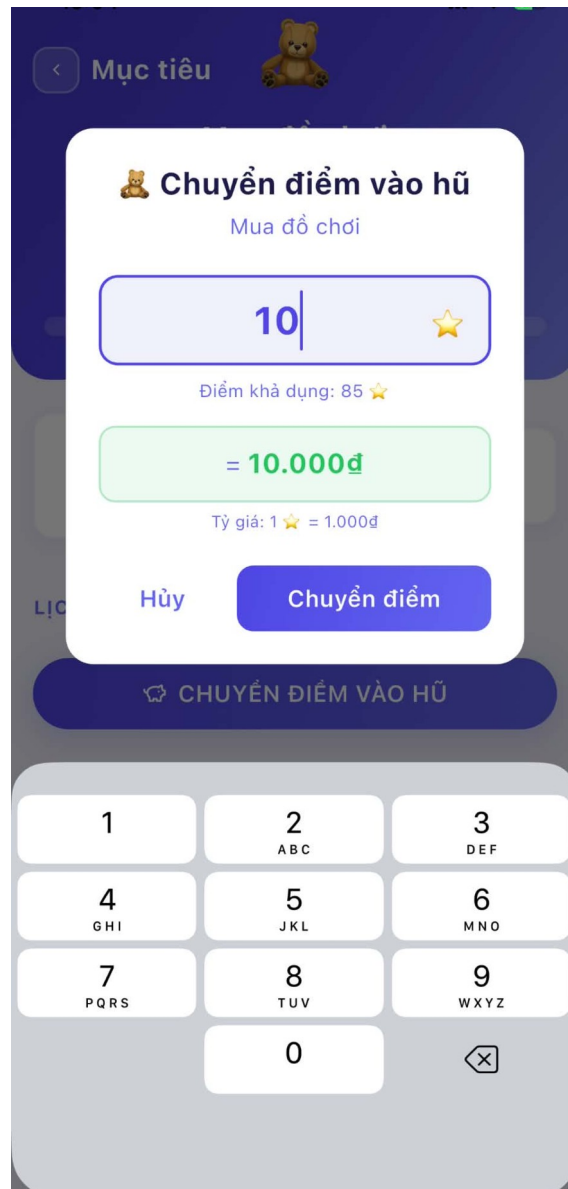 Mục tiêu
Chuyển điểm vào hũ
Mua đồ chơi
10
Điểm khả dụng: 85
= 10.000₫
Tỷ giá: 1 = 1.000₫
LỊC
Hủy
Chuyển điểm
CHUYỂN ĐIỂM VÀO HŨ
1
2
ABC
3
DEF
4
GHI
5
JKL
6
MNO
7
PQRS
8
TUV
9
WXYZ
0